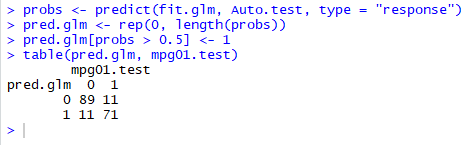 > probs <- predict(fit.glm, Auto.test, type = "response")
> pred.glm <- rep(0, length(probs))
> pred.glm[probs > 0.5] <- 1
> table(pred.glm, mpg01.test)
        mpg01.test
pred.glm  0  1
       0 89 11
       1 11 71
>